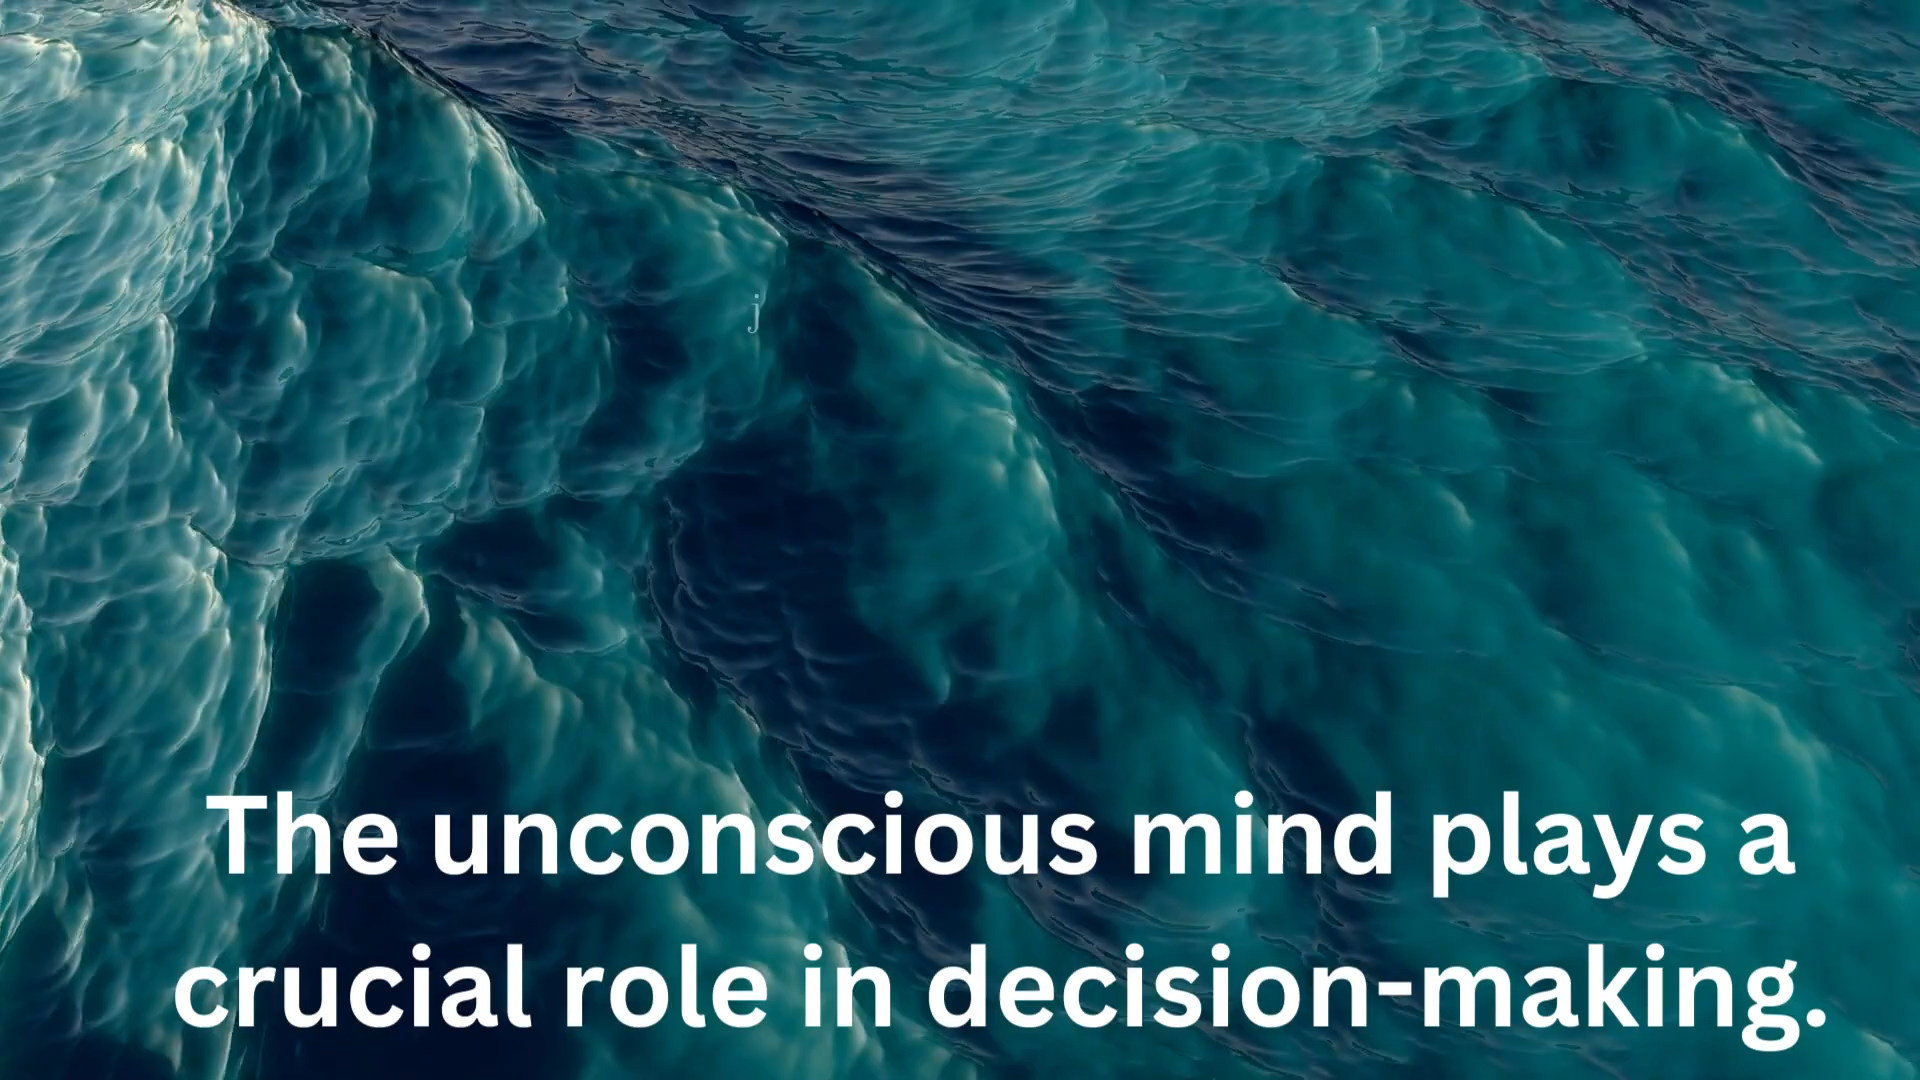 j
The unconscious mind plays a
crucial role in decision-making.